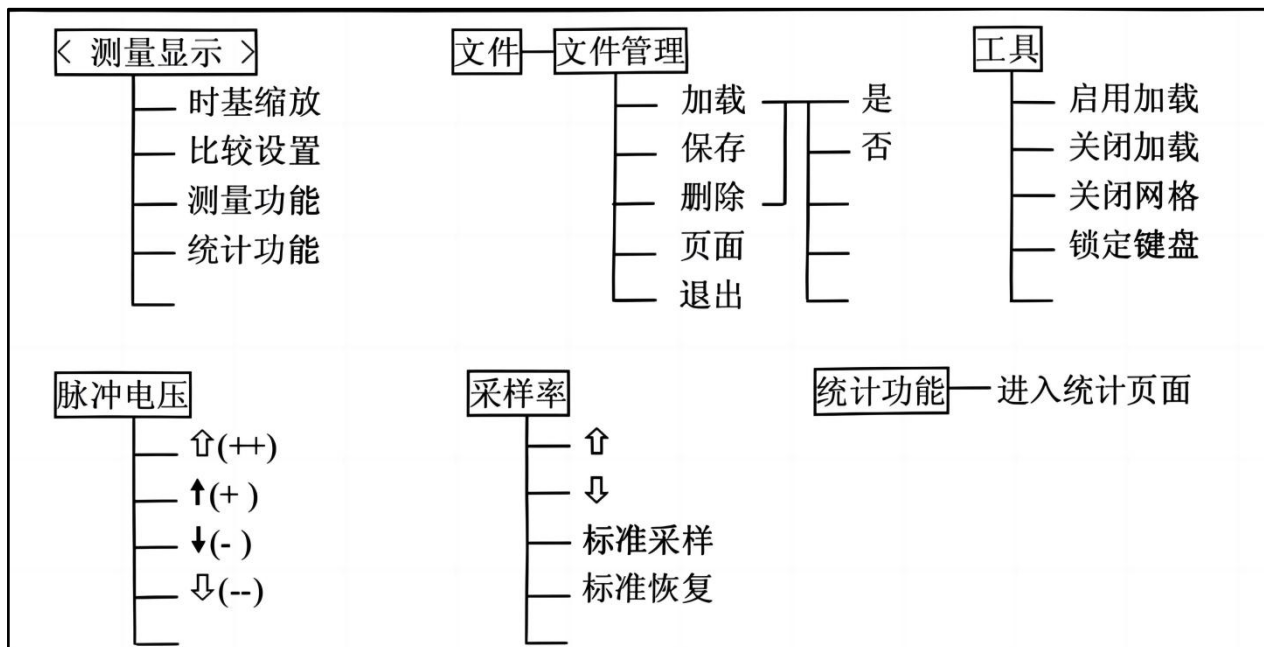 < 测量显示 >
时基缩放
比较设置
测量功能
统计功能
文件
文件管理
加载
保存
删除
页面
退出
是
否
工具
启用加载
关闭加载
关闭网格
锁定键盘
脉冲电压
⇧(++)
↑(+ )
↓(- )
⇩(--)
采样率
⇧
⇩
标准采样
标准恢复
统计功能
进入统计页面